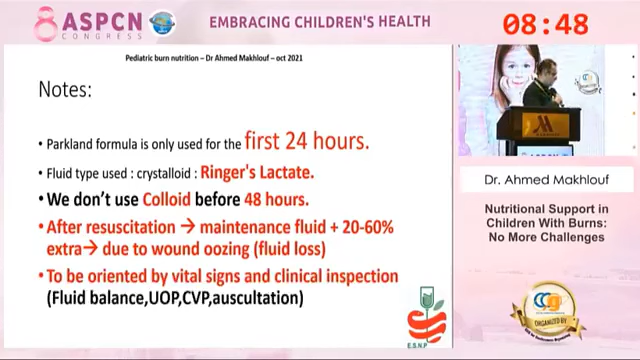 8 ASPCN
CONGRESS
EMBRACING CHILDREN'S HEALTH
08:48
Pediatric burn nutrition – Dr Ahmed Makhlouf – oct 2021
Notes:
• Parkland formula is only used for the first 24 hours.
• Fluid type used : crystalloid : Ringer's Lactate.
• We don't use Colloid before 48 hours.
• After resuscitation → maintenance fluid + 20-60%
extra→ due to wound oozing (fluid loss)
• To be oriented by vital signs and clinical inspection
(Fluid balance,UOP,CVP,auscultation)
E.S.N.P
Dr. Ahmed Makhlouf
Nutritional Support in
Children With Burns:
No More Challenges
ORGANIZED BY